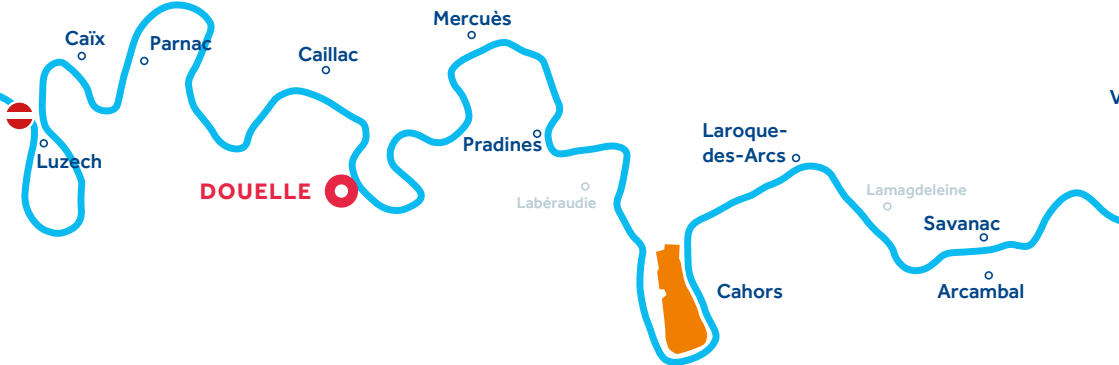 Mercuès
Caïx
Parnac
Caillac
V
Laroque-
des-Arcs
Pradines
Luzech
DOUELLE
Labéraudie
Lamagdeleine
Savanac
Cahors
Arcambal